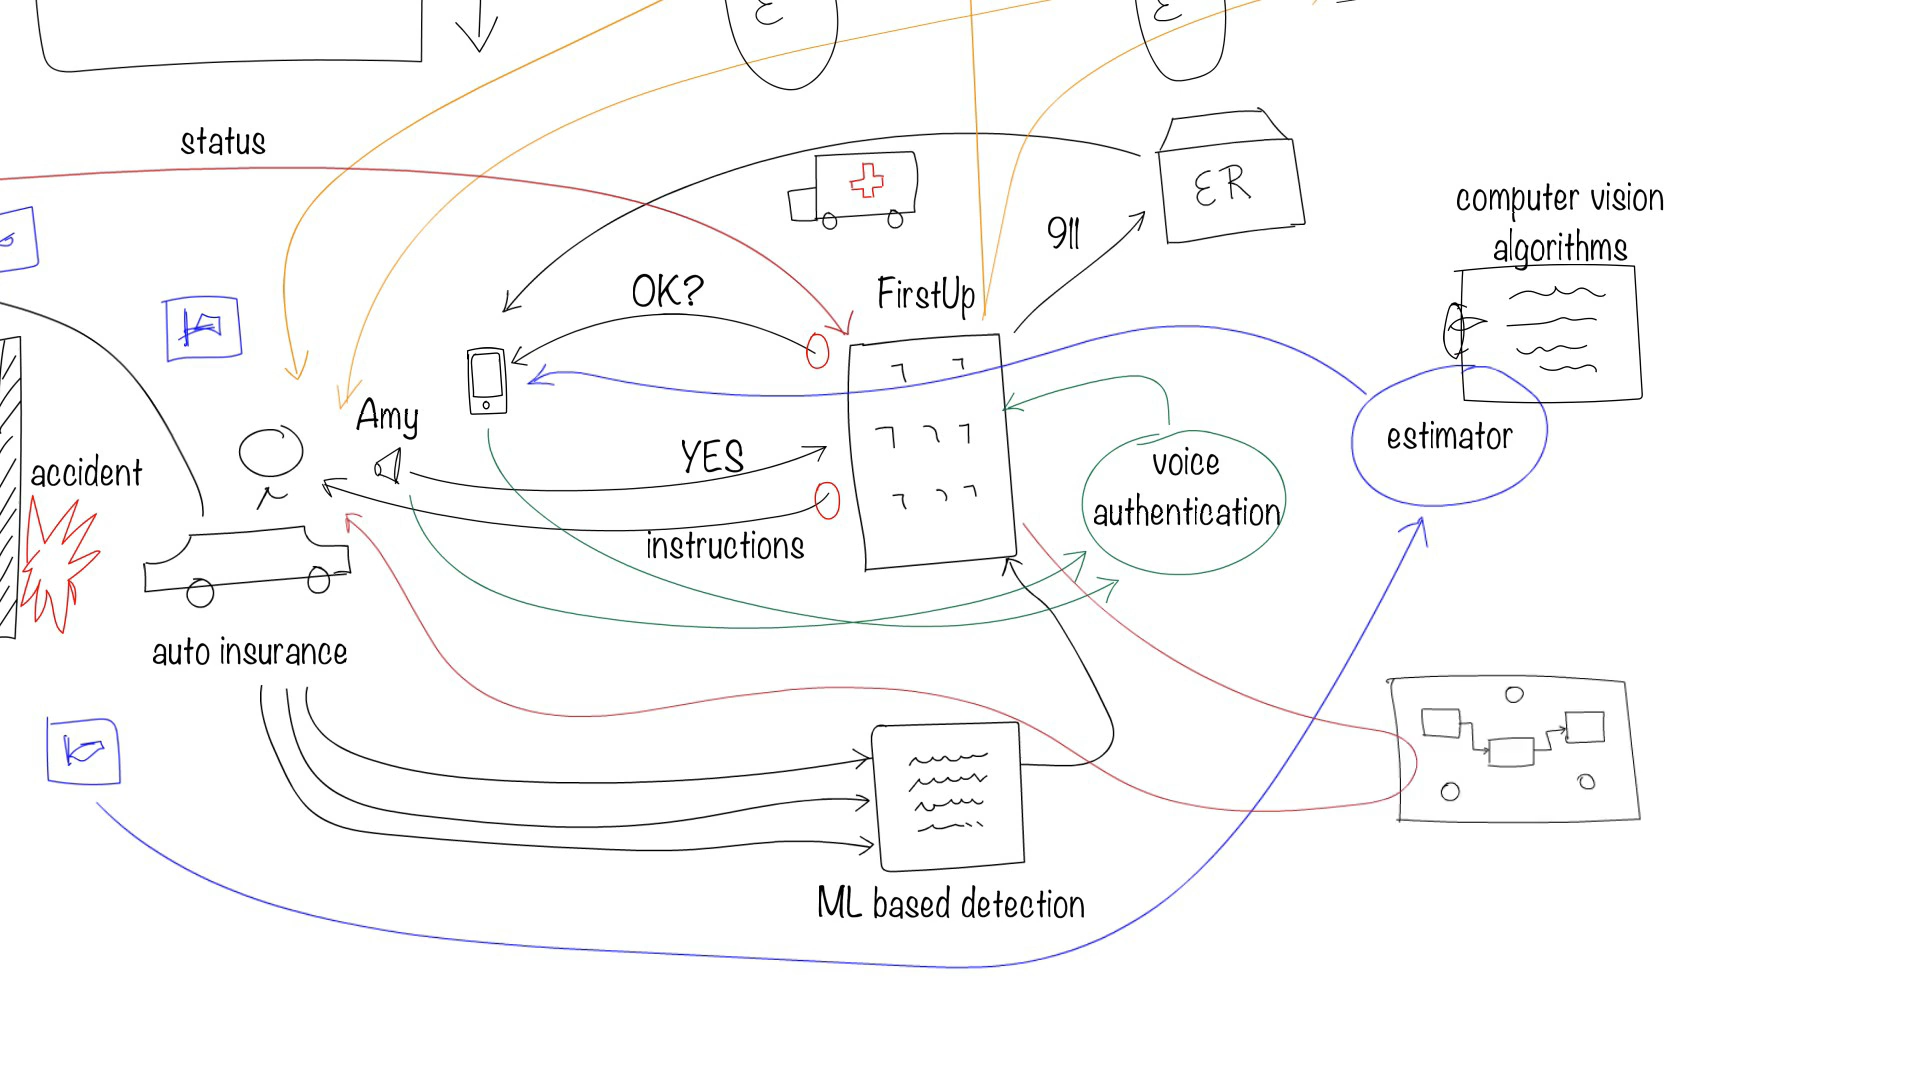 status
ER
computer vision
algorithms
911
OK?
FirstUp
Amy
estimator
YES
voice
authentication
accident
instructions
auto insurance
ML based detection